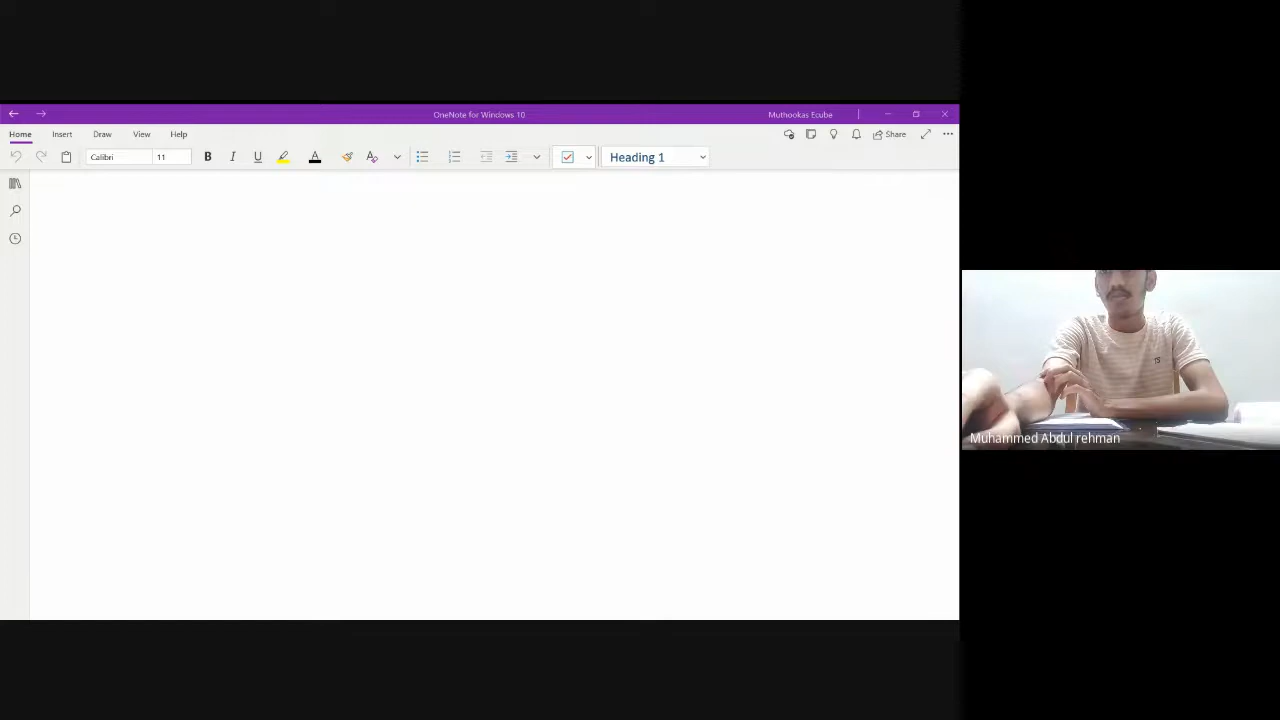 OneNote for Windows 10
Muthookas Ecube
Home Insert Draw View Help
Share
Calibri 11 B I U A Heading 1
TS
Muhammed Abdul rehman